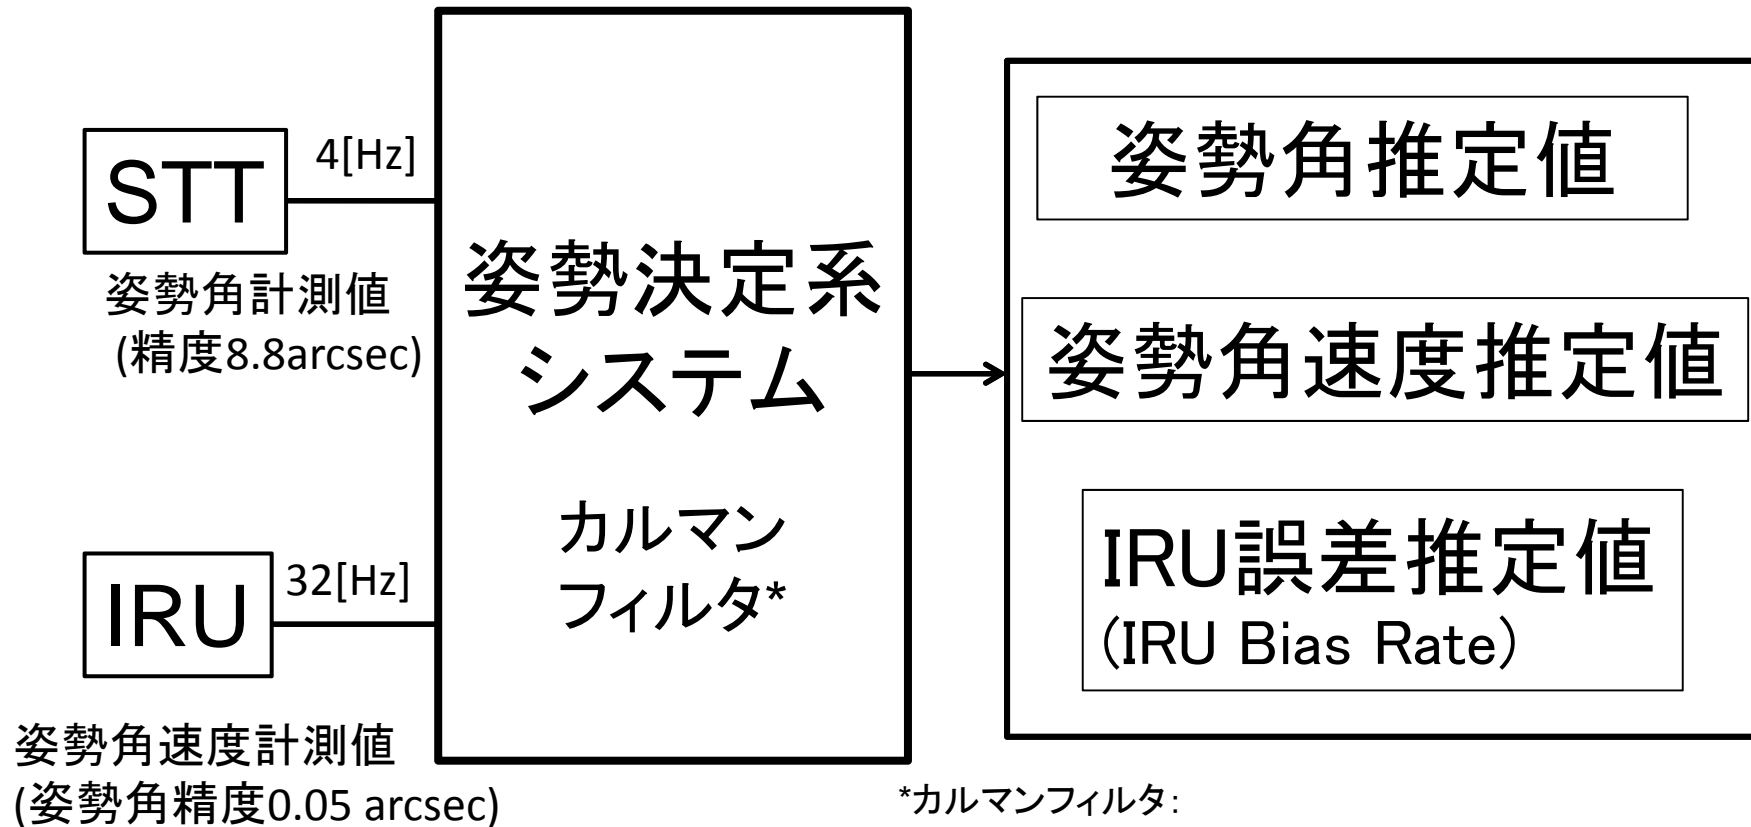 STT
4[Hz]
姿勢角計測値
(精度8.8arcsec)
IRU
32[Hz]
姿勢角速度計測値
(姿勢角精度0.05 arcsec)
姿勢決定系
システム
カルマン
フィルタ*
姿勢角推定値
姿勢角速度推定値
IRU誤差推定値
(IRU Bias Rate)
*カルマンフィルタ: